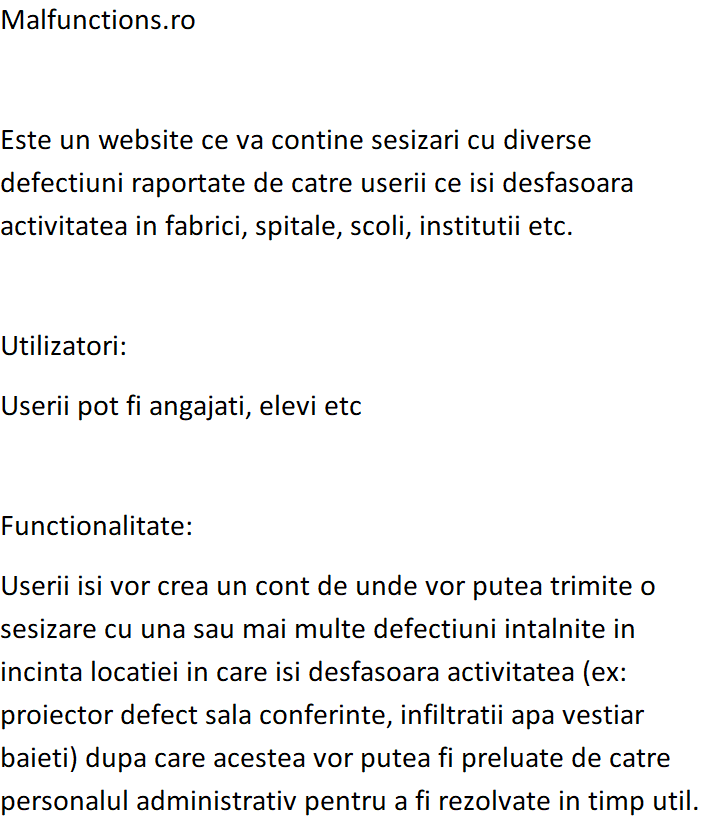 Malfunctions.ro
Este un website ce va contine sesizari cu diverse
defectiuni raportate de catre userii ce isi desfasoara
activitatea in fabrici, spitale, scoli, institutii etc.
Utilizatori:
Userii pot fi angajati, elevi etc
Functionalitate:
Userii isi vor crea un cont de unde vor putea trimite o
sesizare cu una sau mai multe defectiuni intalnite in
incinta locatiei in care isi desfasoara activitatea (ex:
proiector defect sala conferinte, infiltratii apa vestiar
baieti) dupa care acestea vor putea fi preluate de catre
personalul administrativ pentru a fi rezolvate in timp util.